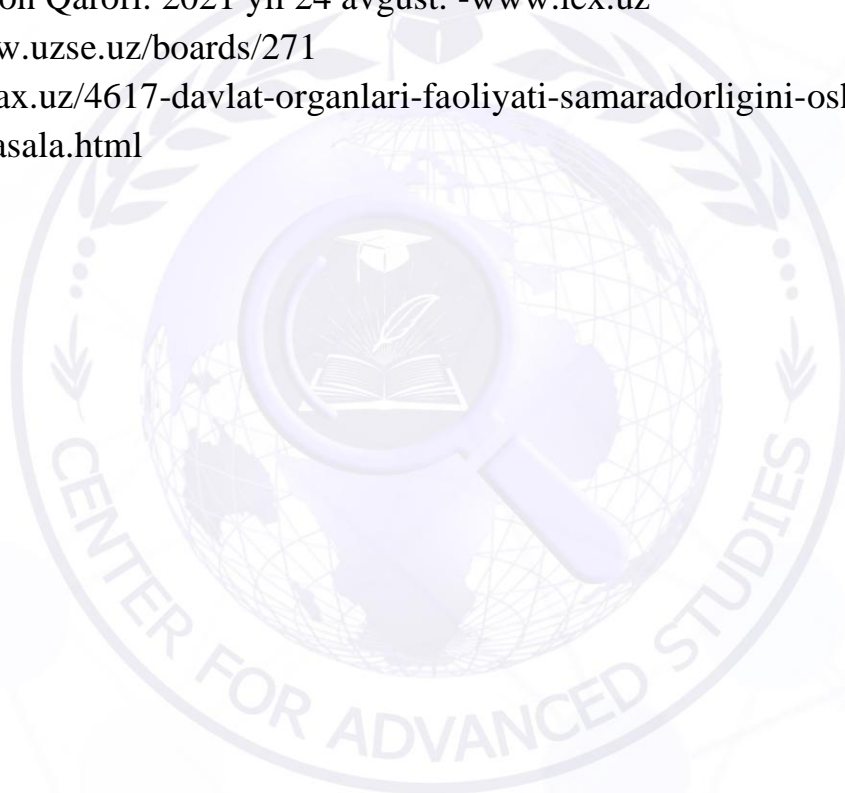 on Qarori. 2021 yil 24 avgust. -www.lex.uz
w.uzse.uz/boards/271
ax.uz/4617-davlat-organlari-faoliyati-samaradorligini-os
asala.html
CENTER FOR ADVANCED STUDIES